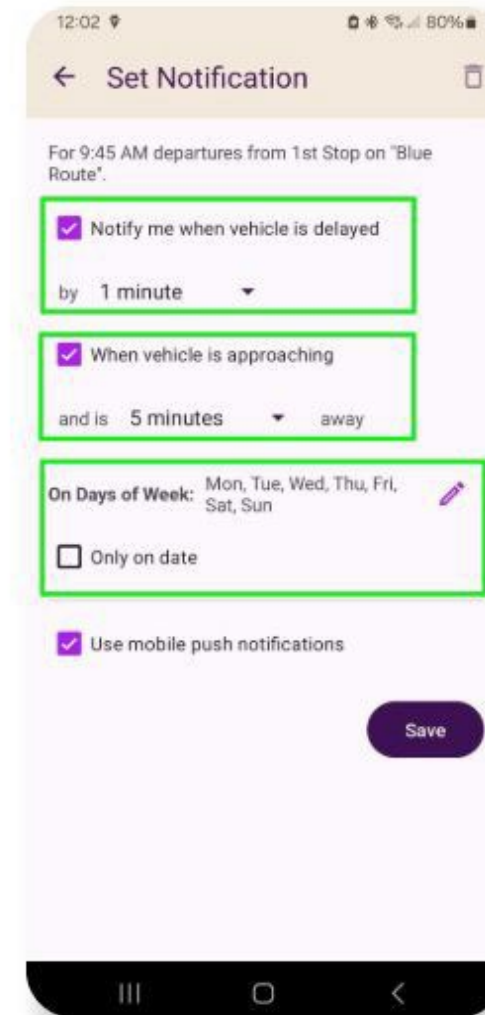 12:02 80%
Set Notification
For 9:45 AM departures from 1st Stop on "Blue
Route".
Notify me when vehicle is delayed
by 1 minute
When vehicle is approaching
and is 5 minutes away
On Days of Week: Mon, Tue, Wed, Thu, Fri,
Sat, Sun
Only on date
Use mobile push notifications
Save